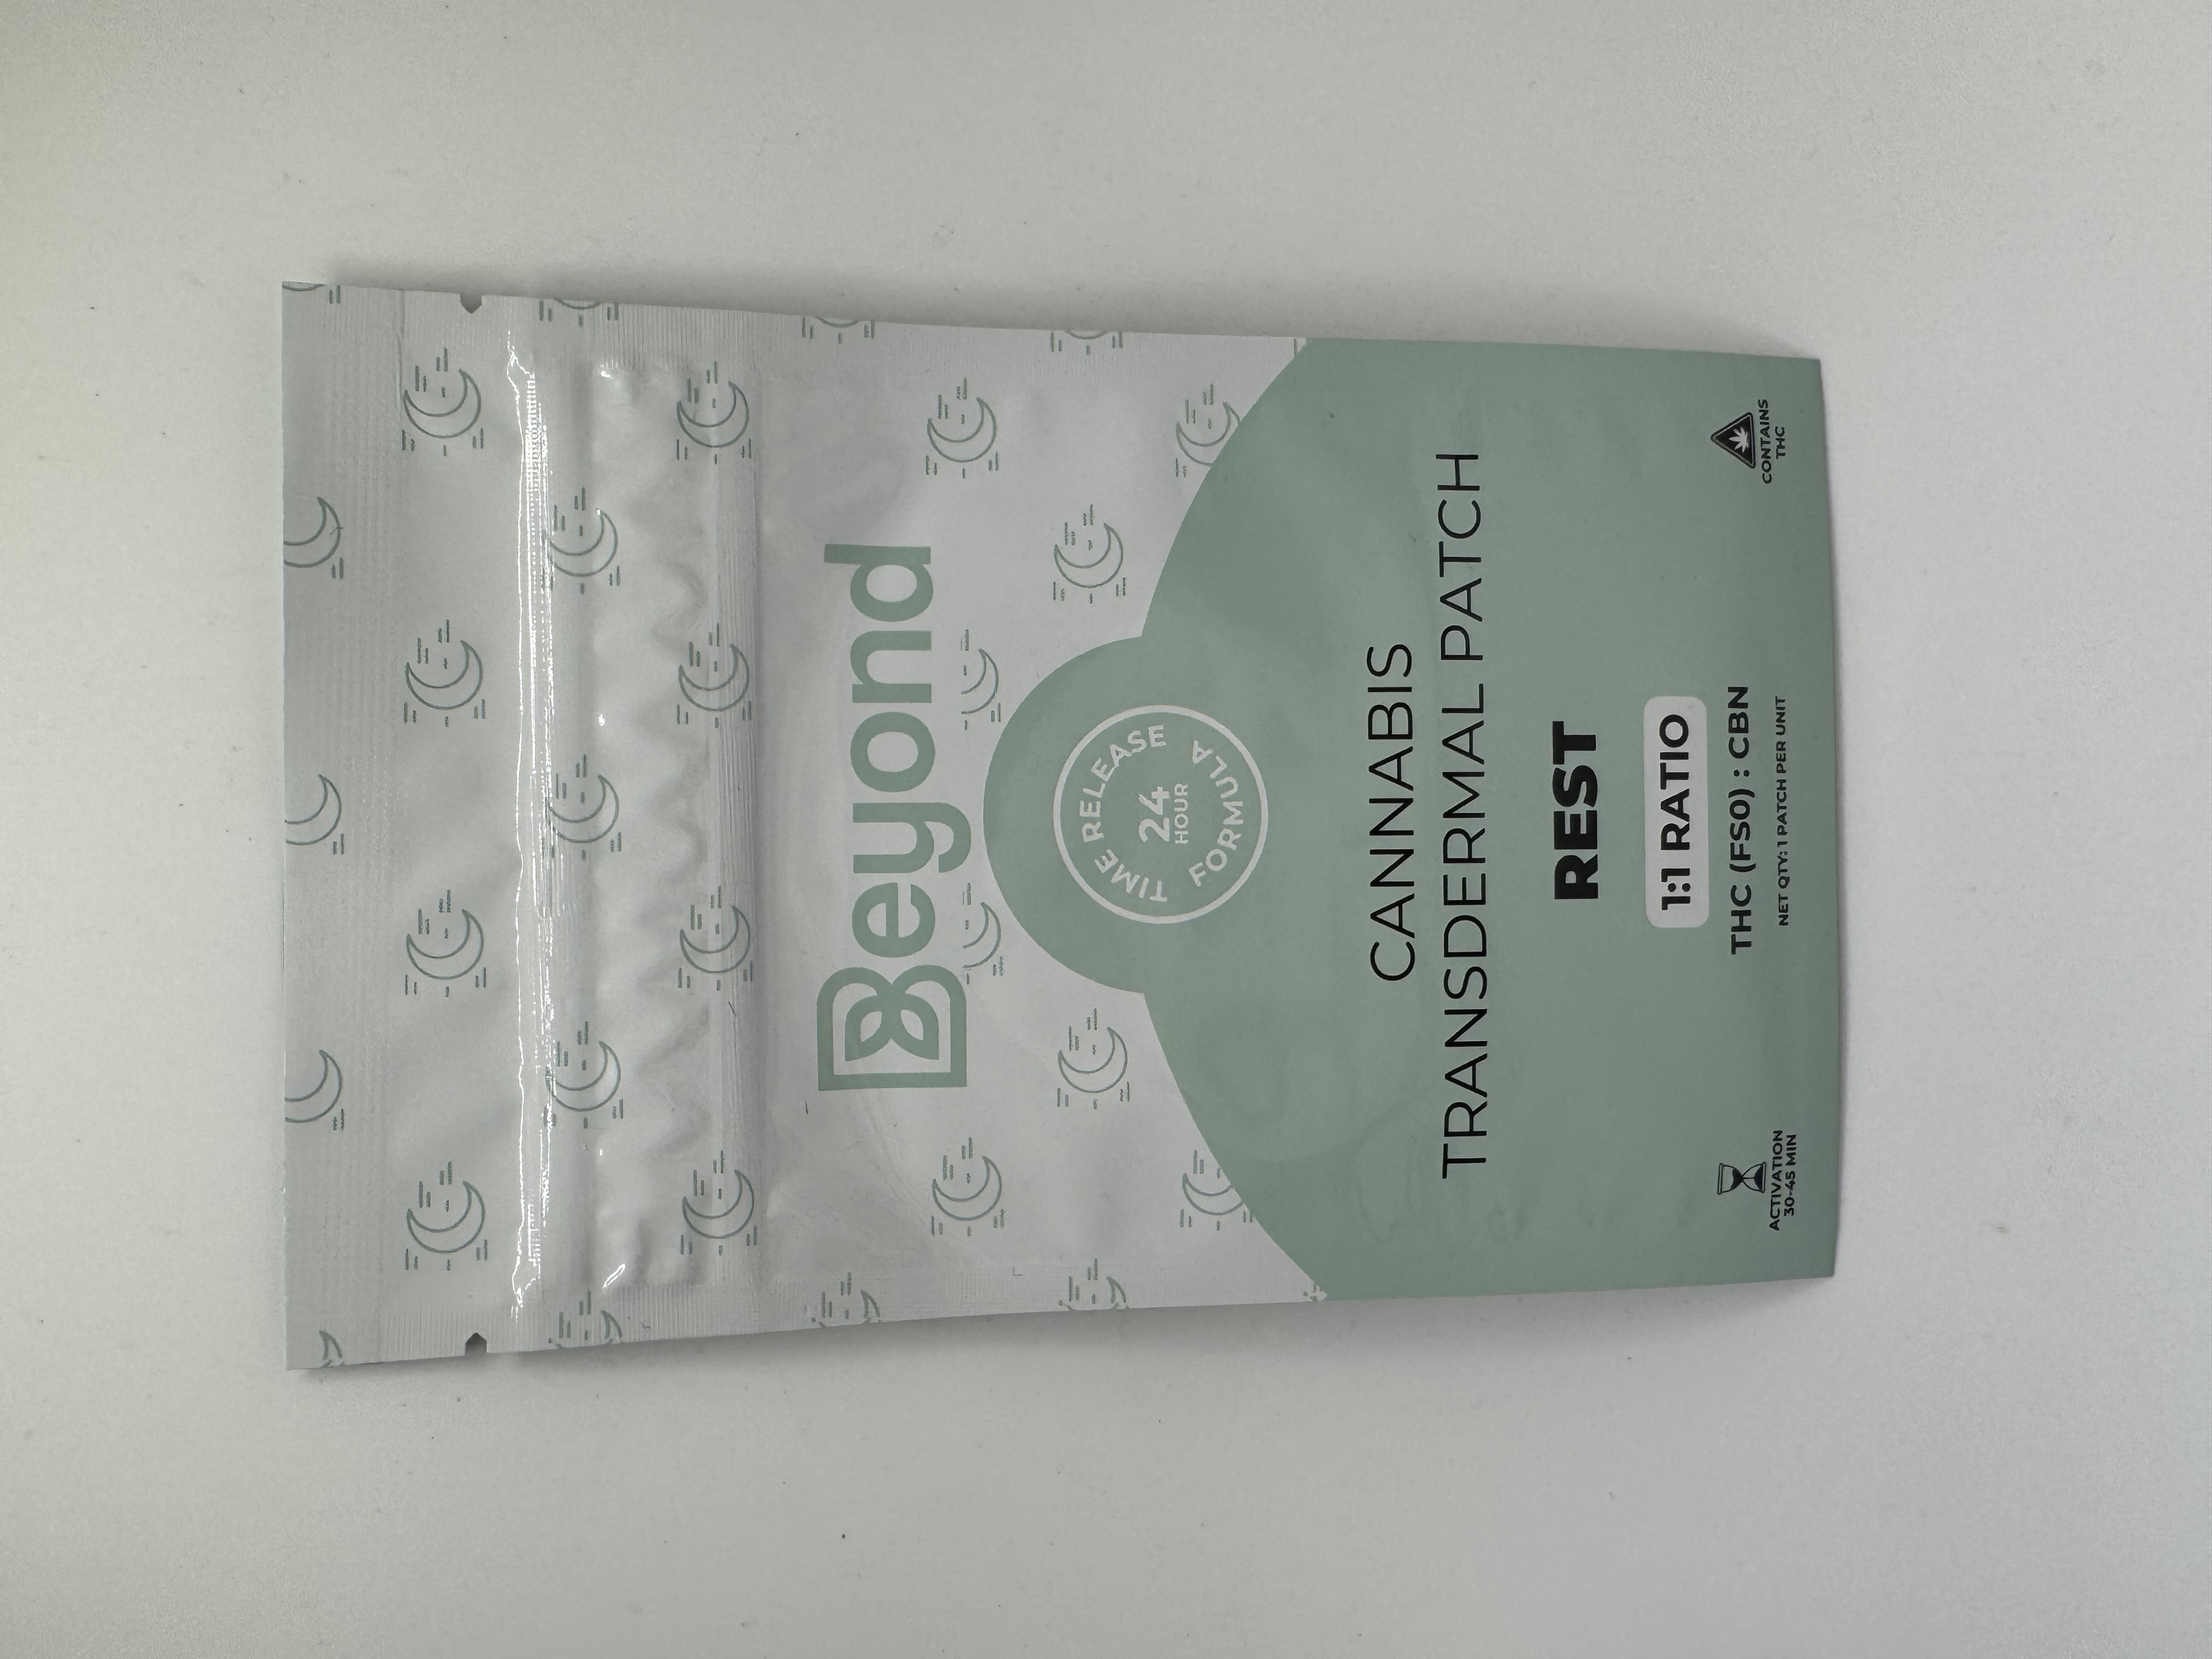 Beyond
TIME RELEASE
24
HOUR
FORMULA
CANNABIS
TRANSDERMAL PATCH
REST
1:1 RATIO
THC (FSO) : CBN
NET QTY: 1 PATCH PER UNIT
ACTIVATION
30-45 MIN
CONTAINS
THC